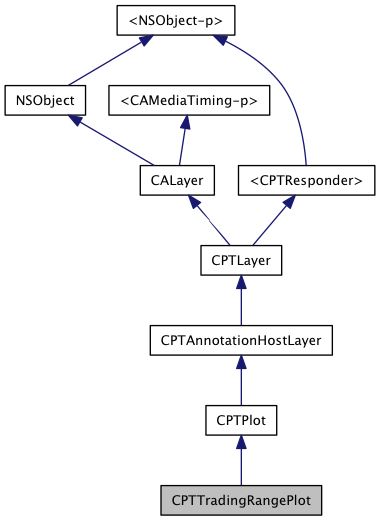 <NSObject-p>
NSObject
<CAMediaTiming-p>
CALayer
<CPTResponder>
CPTLayer
CPTAnnotationHostLayer
CPTPlot
CPTTradingRangePlot